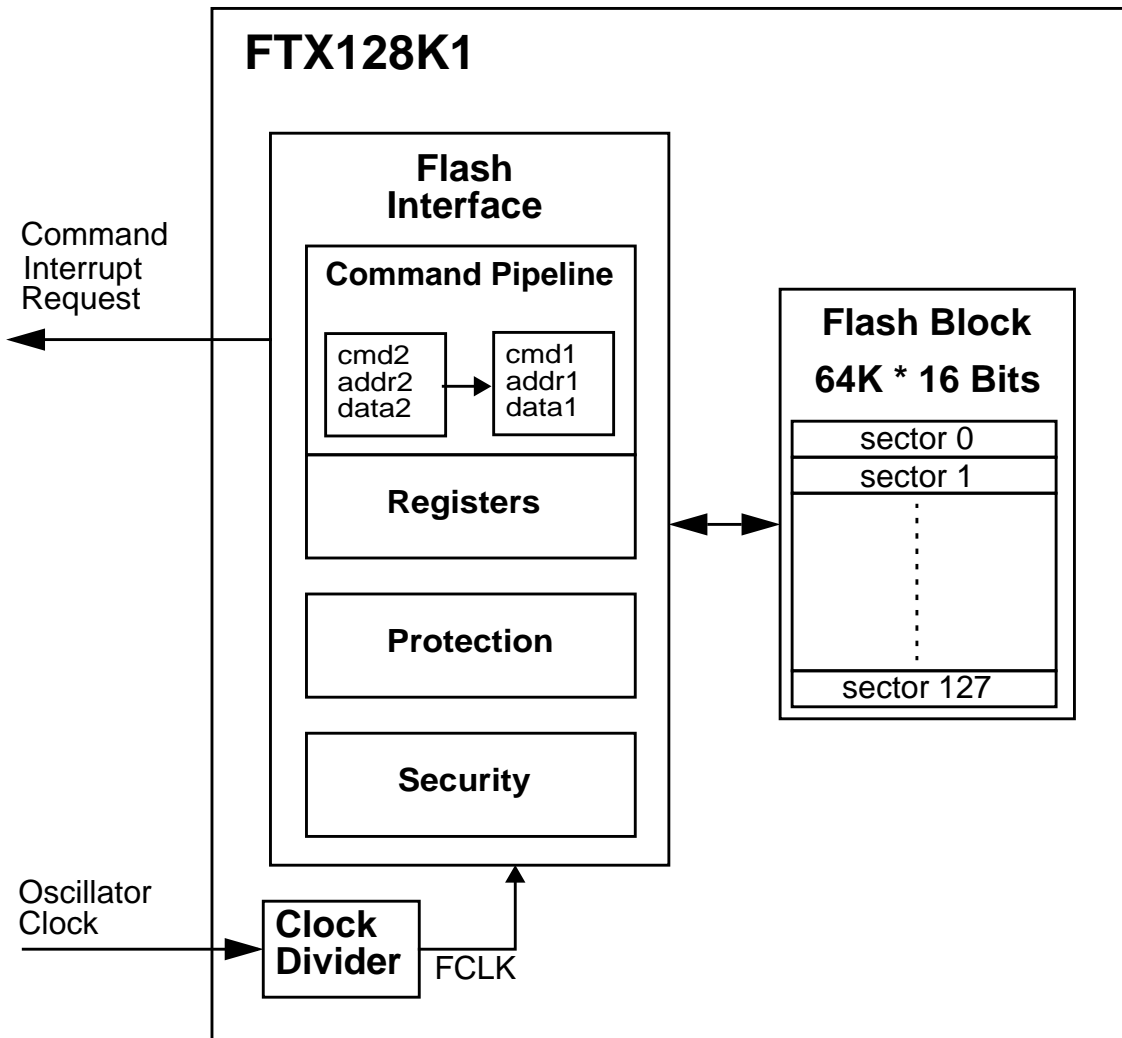 FTX128K1
Flash
Interface
Command
Interrupt
Request
Command Pipeline
cmd2
addr2
data2
cmd1
addr1
data1
Registers
Protection
Security
Flash Block
64K * 16 Bits
sector 0
sector 1
sector 127
Oscillator
Clock
Clock
Divider
FCLK